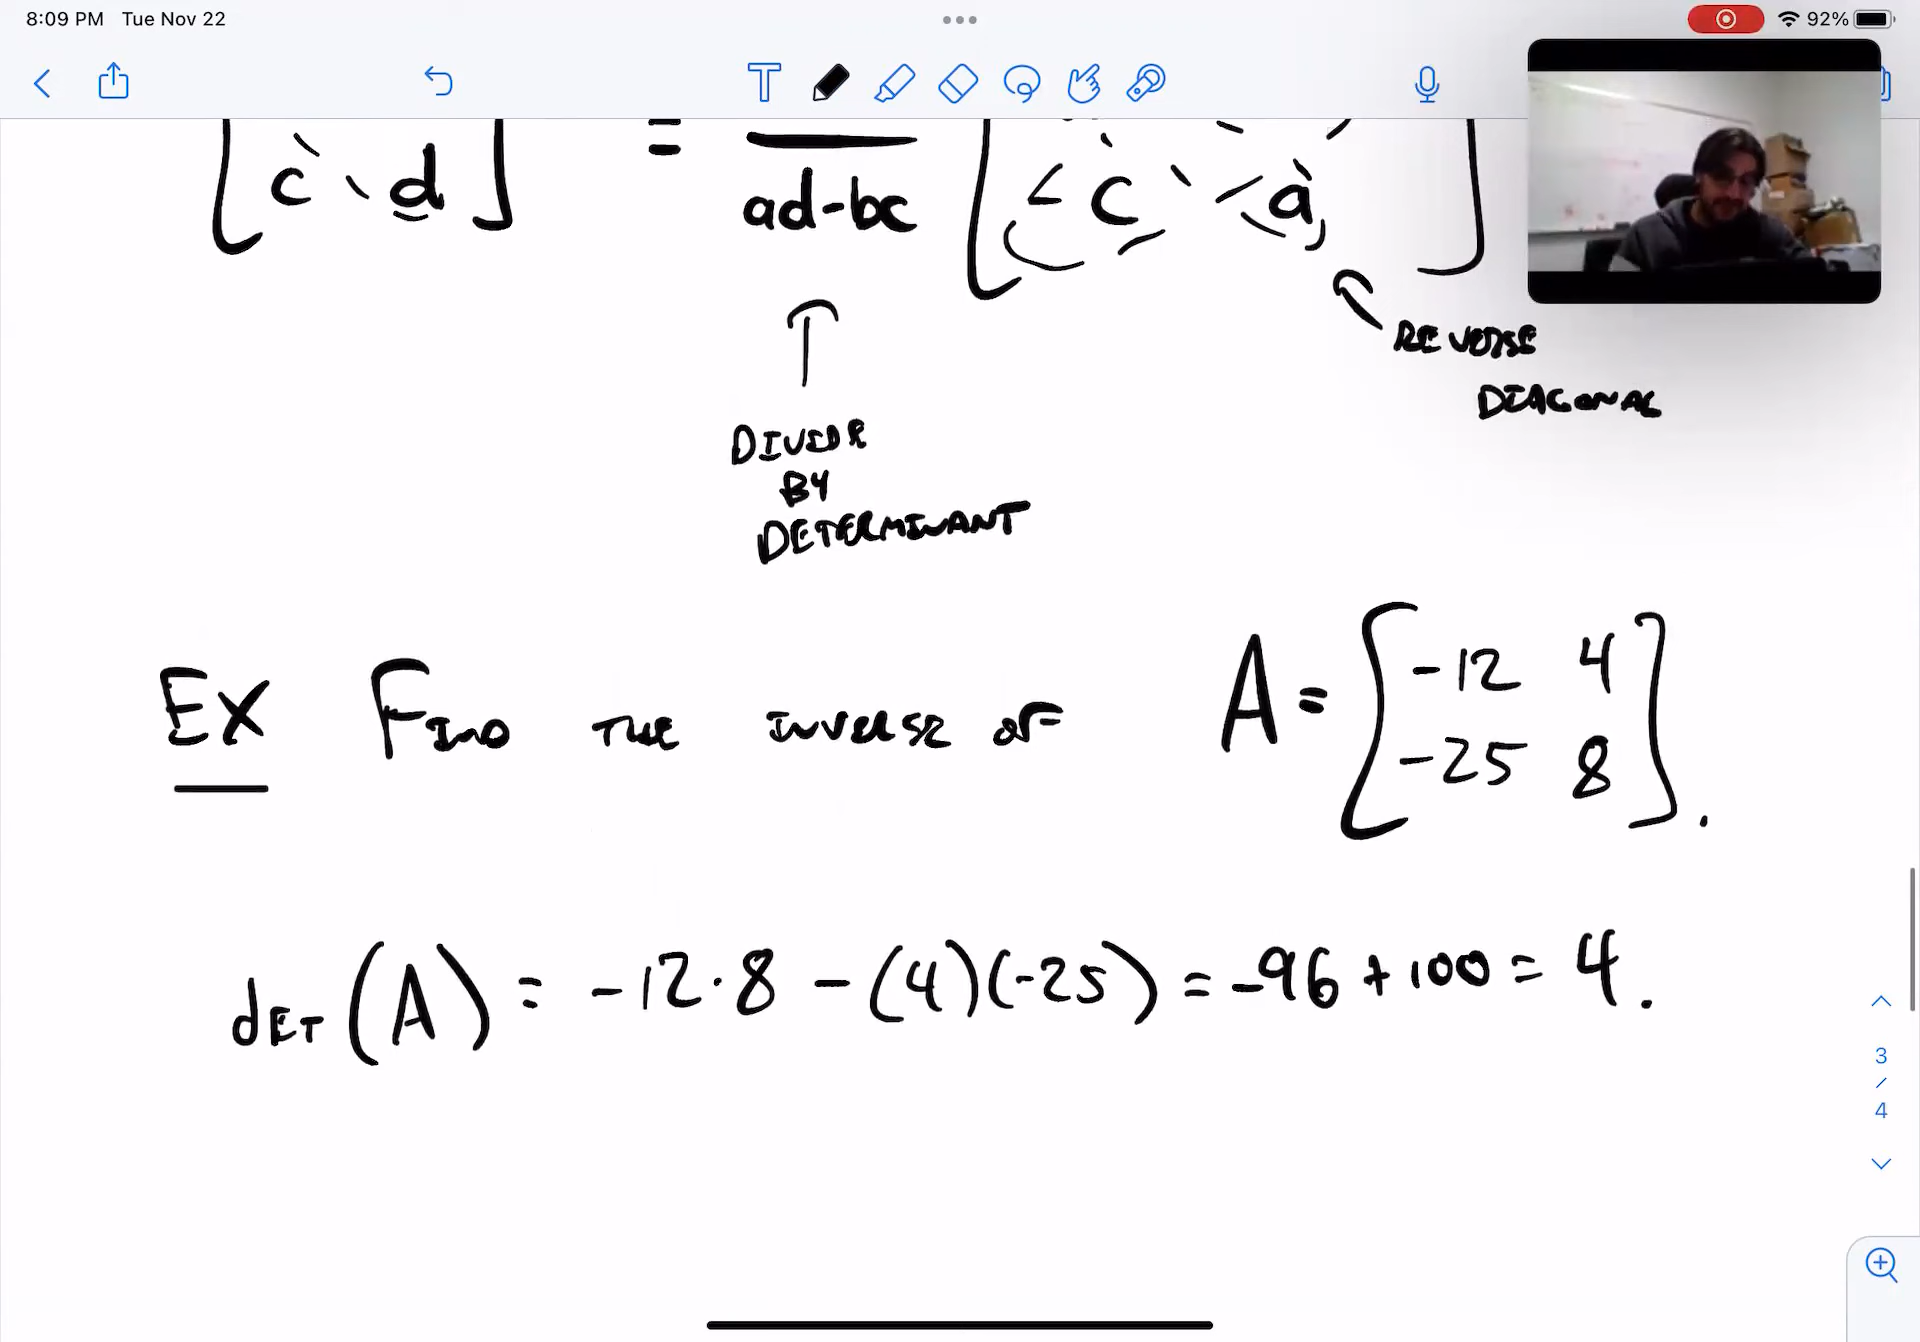 8:09 PM Tue Nov 22
92%
T
[c d] = ad-bc [-c a]
REVERSE
DIAGONAL
DIVIDE
BY
DETERMINANT
EX FIND THE INVERSE OF A = [-12 4
-25 8].
DET(A) = -12·8 - (4)(-25) = -96 + 100 = 4.
3
/
4